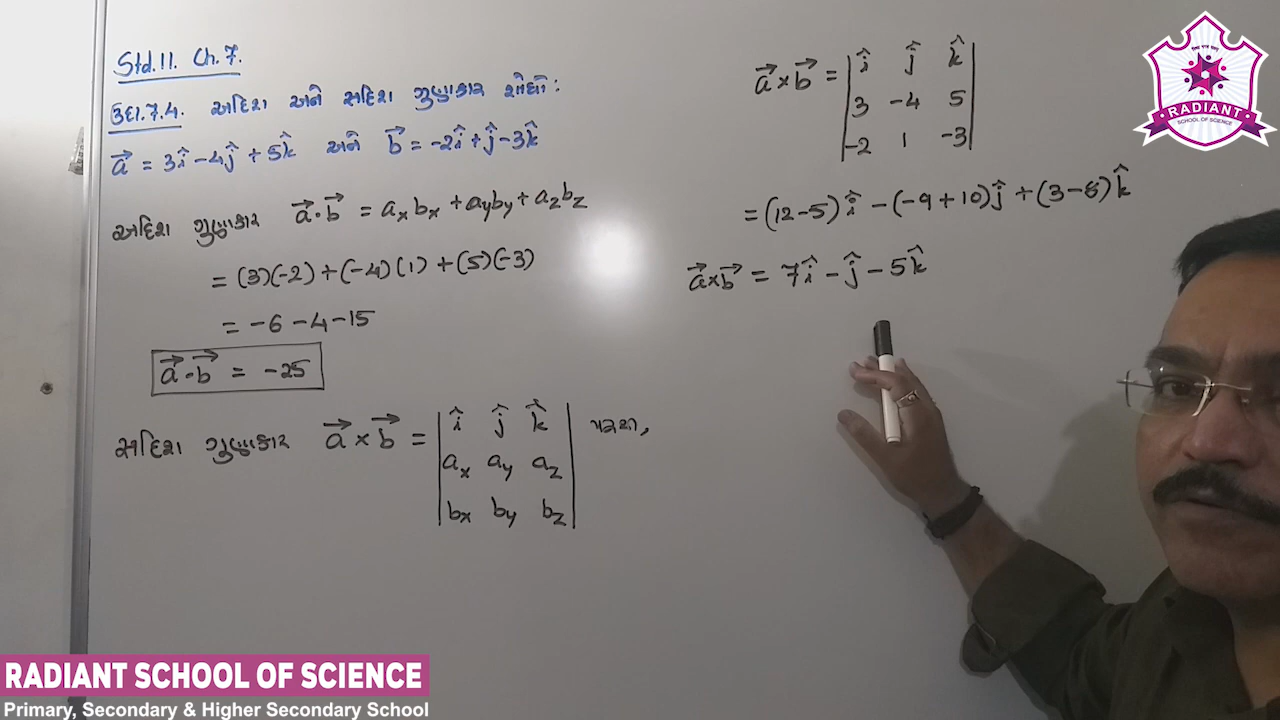 Std.11. Ch.7.
ઉદા.7.4. અદિશ અને સદિશ ગુણાકાર શોધો :
a⃗ = 3î - 4ĵ + 5k̂ અને b⃗ = -2î + ĵ - 3k̂
અદિશ ગુણાકાર a⃗·b⃗ = aₓbₓ + ayby + azbz
= (3)(-2) + (-4)(1) + (5)(-3)
= -6 - 4 - 15
a⃗·b⃗ = -25
સદિશ ગુણાકાર a⃗ × b⃗ = | î ĵ k̂ |
| ax ay az |
| bx by bz |
a⃗ × b⃗ = | î ĵ k̂ |
| 3 -4 5 |
| -2 1 -3 |
= (12-5)î - (-9+10)ĵ + (3-8)k̂
a⃗×b⃗ = 7î - ĵ - 5k̂
RADIANT
SCHOOL OF SCIENCE
RADIANT SCHOOL OF SCIENCE
Primary, Secondary & Higher Secondary School